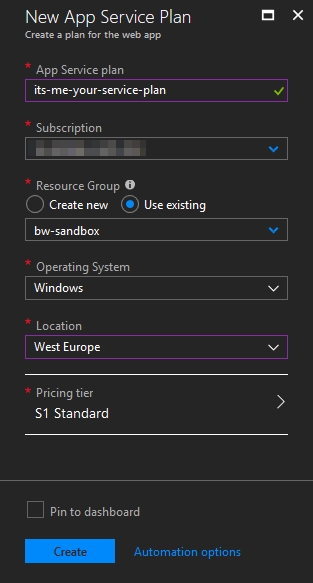 New App Service Plan
Create a plan for the web app
* App Service plan
its-me-your-service-plan
* Subscription
* Resource Group
Create new Use existing
bw-sandbox
* Operating System
Windows
* Location
West Europe
* Pricing tier
S1 Standard
Pin to dashboard
Create Automation options